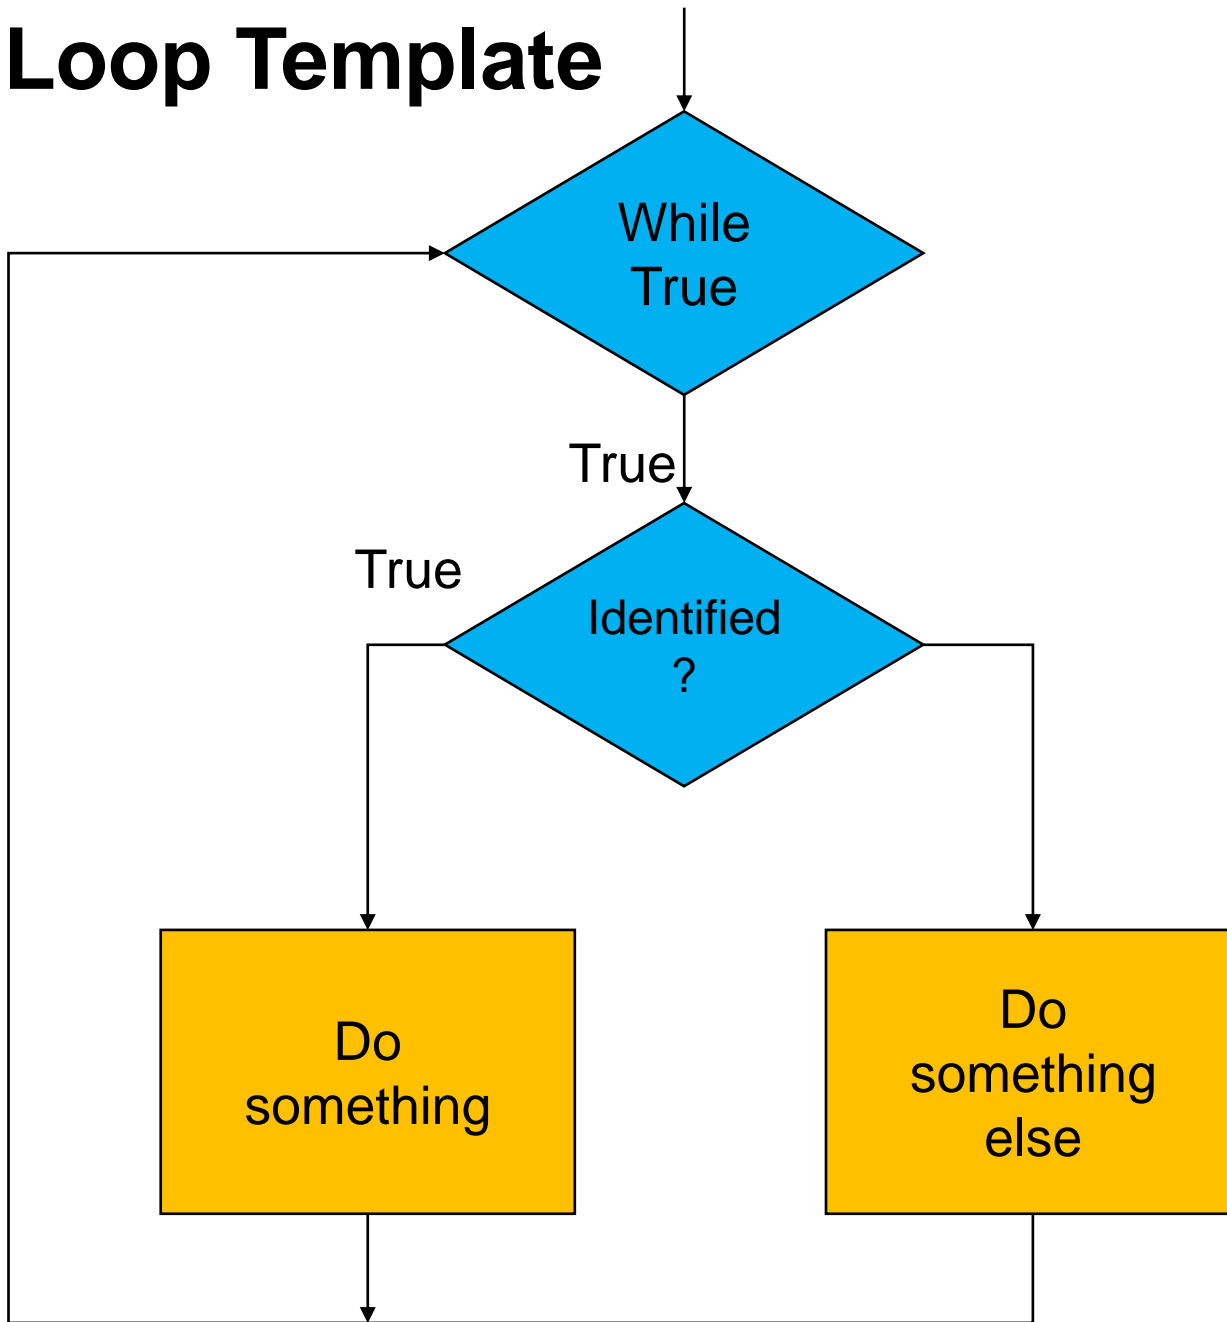 Loop Template
While
True
True
True
Identified
?
Do
something
Do
something
else